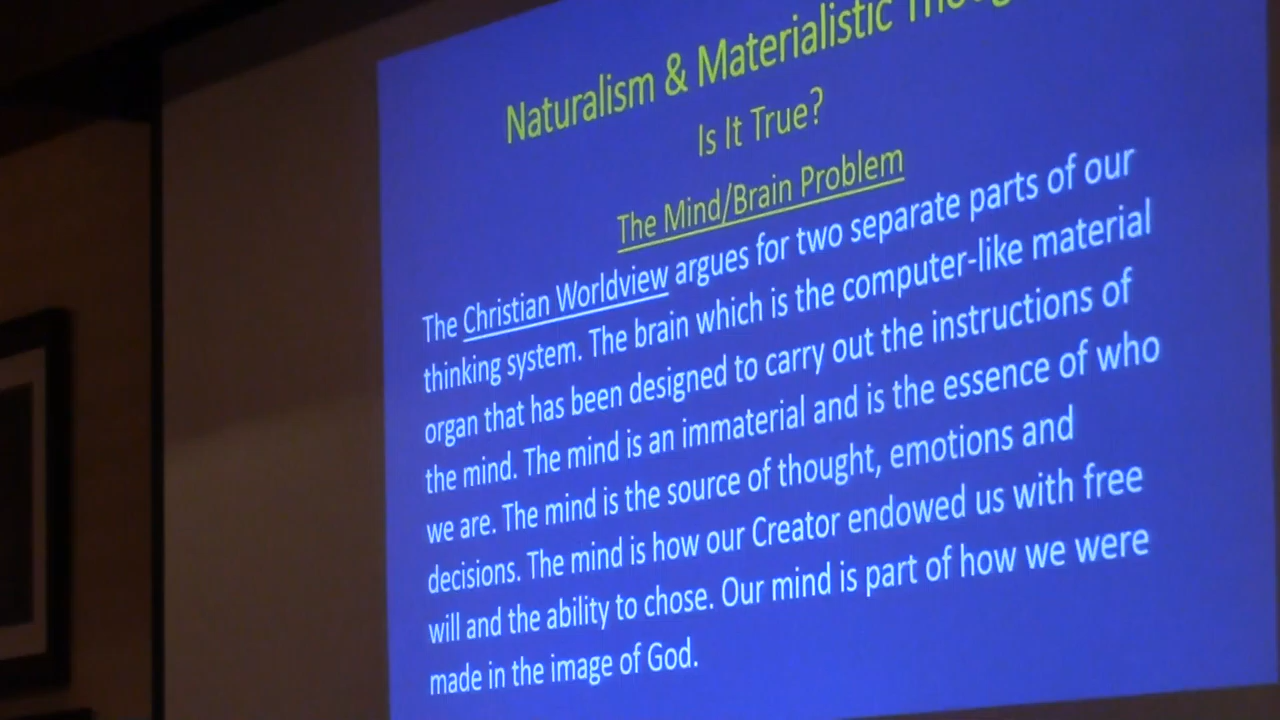 Naturalism & Materialistic
Is It True?
The Mind/Brain Problem
The Christian Worldview argues for two separate parts of our
thinking system. The brain which is the computer-like material
organ that has been designed to carry out the instructions of
the mind. The mind is an immaterial and is the essence of who
we are. The mind is the source of thought, emotions and
decisions. The mind is how our Creator endowed us with free
will and the ability to chose. Our mind is part of how we were
made in the image of God.